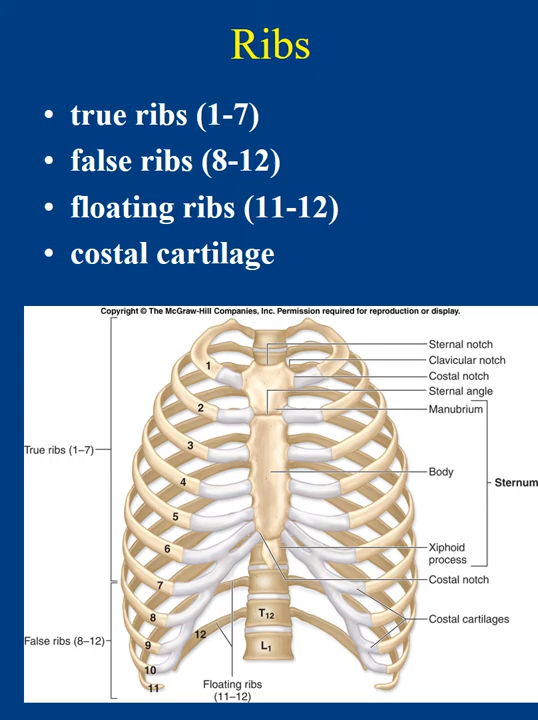 Ribs
• true ribs (1-7)
• false ribs (8-12)
• floating ribs (11-12)
• costal cartilage
Copyright © The McGraw-Hill Companies, Inc. Permission required for reproduction or display.
Sternal notch
Clavicular notch
1
Costal notch
Sternal angle
2
Manubrium
3
True ribs (1–7)
Body
4
Sternum
5
6
Xiphoid
process
Costal notch
7
T12
8
Costal cartilages
12
False ribs (8–12)
9
L1
10
Floating ribs
11
(11–12)